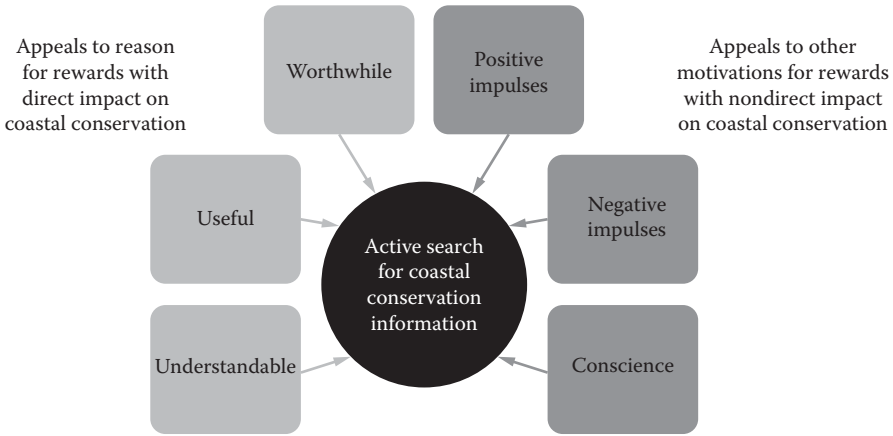 Appeals to reason
for rewards with
direct impact on
coastal conservation
Worthwhile
Positive
impulses
Appeals to other
motivations for rewards
with nondirect impact
on coastal conservation
Useful
Negative
impulses
Active search
for coastal
conservation
information
Understandable
Conscience